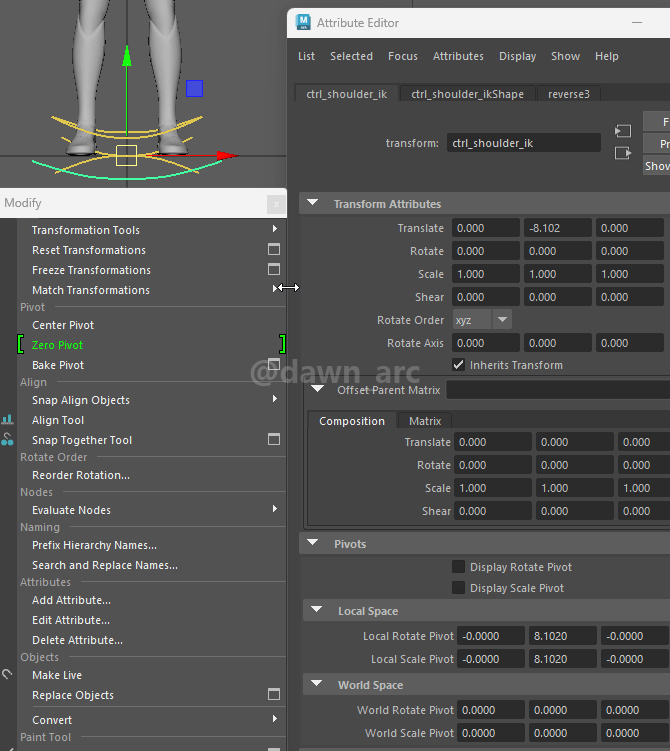 Attribute Editor
List Selected Focus Attributes Display Show Help
ctrl_shoulder_ik ctrl_shoulder_ikShape reverse3
transform: ctrl_shoulder_ik
Show
Modify
Transformation Tools
Reset Transformations
Freeze Transformations
Match Transformations
Pivot
Center Pivot
Zero Pivot
Bake Pivot
Align
Snap Align Objects
Align Tool
Snap Together Tool
Rotate Order
Reorder Rotation...
Nodes
Evaluate Nodes
Naming
Prefix Hierarchy Names...
Search and Replace Names...
Attributes
Add Attribute...
Edit Attribute...
Delete Attribute...
Objects
Make Live
Replace Objects
Convert
Paint Tool
Transform Attributes
Translate 0.000 -8.102 0.000
Rotate 0.000 0.000 0.000
Scale 1.000 1.000 1.000
Shear 0.000 0.000 0.000
Rotate Order xyz
Rotate Axis 0.000 0.000 0.000
Inherits Transform
@dawn_arc
Offset Parent Matrix
Composition Matrix
Translate 0.000 0.000 0.000
Rotate 0.000 0.000 0.000
Scale 1.000 1.000 1.000
Shear 0.000 0.000 0.000
Pivots
Display Rotate Pivot
Display Scale Pivot
Local Space
Local Rotate Pivot -0.0000 8.1020 -0.0000
Local Scale Pivot -0.0000 8.1020 -0.0000
World Space
World Rotate Pivot 0.0000 0.0000 0.0000
World Scale Pivot 0.0000 0.0000 0.0000